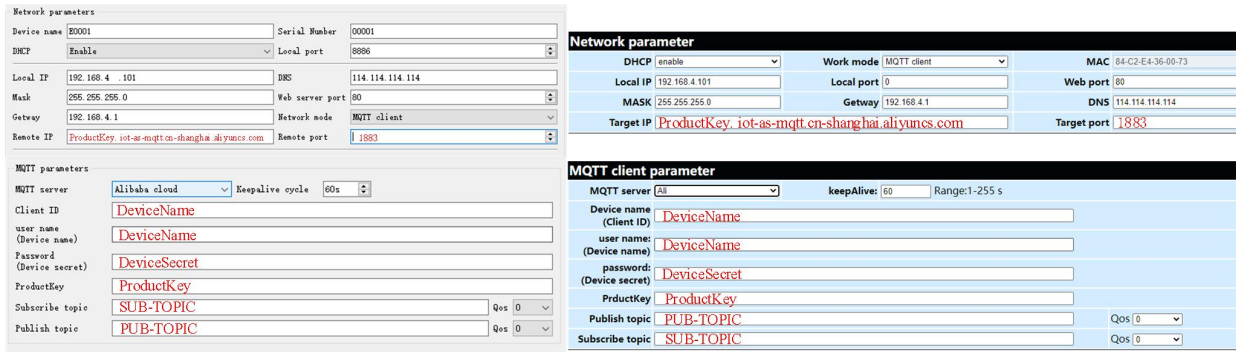 Network parameters
Device name E0001 Serial Number 00001
DHCP Enable Local port 8886
Local IP 192.168.4 .101 DNS 114.114.114.114
Mask 255.255.255.0 Web server port 80
Getway 192.168.4.1 Network mode MQTT client
Remote IP ProductKey. iot-as-mqtt.cn-shanghai.aliyuncs.com Remote port 1883
MQTT parameters
MQTT server Alibaba cloud Keepalive cycle 60s
Client ID DeviceName
user name
(Device name) DeviceName
Password
(Device secret) DeviceSecret
ProductKey ProductKey
Subscribe topic SUB-TOPIC Qos 0
Publish topic PUB-TOPIC Qos 0
Network parameter
DHCP enable Work mode MQTT client MAC 84-C2-E4-36-00-73
Local IP 192.168.4.101 Local port 0 Web port 80
MASK 255.255.255.0 Getway 192.168.4.1 DNS 114.114.114.114
Target IP ProductKey. iot-as-mqtt.cn-shanghai.aliyuncs.com Target port 1883
MQTT client parameter
MQTT server Ali keepAlive: 60 Range:1-255 s
Device name
(Client ID) DeviceName
user name:
(Device name) DeviceName
password:
(Device secret) DeviceSecret
PrductKey ProductKey
Publish topic PUB-TOPIC Qos 0
Subscribe topic SUB-TOPIC Qos 0